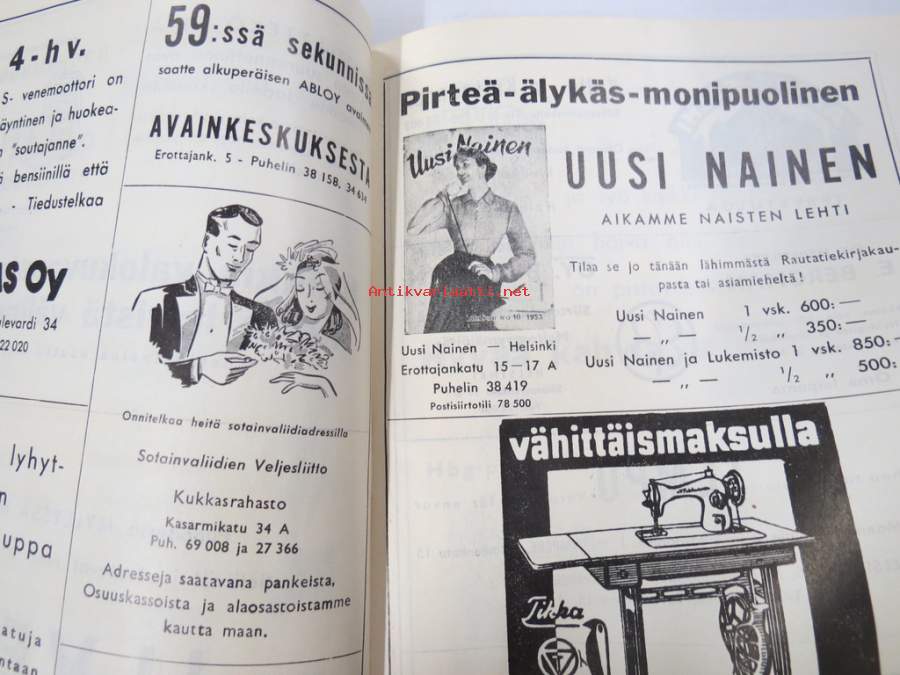 4-hv.
S- venemoottori on
äyntinen ja huokea-
"soutajanne".
bensiinillä että
- Tiedustelkaa
Oy
levardi 34
22 020
lyhyt-
uppa
59:ssä sekunnissa
saatte alkuperäisen ABLOY avaimen
AVAINKESKUKSESTA
Erottajank. 5 - Puhelin 38 158, 34 634
Onnitelkaa heitä sotainvaliidiadressilla
Sotainvaliidien Veljesliitto
Kukkasrahasto
Kasarmikatu 34 A
Puh. 69 008 ja 27 366
Adresseja saatavana pankeista,
Osuuskassoista ja alaosastoistamme
kautta maan.
Pirteä-älykäs-monipuolinen
Uusi Nainen
UUSI NAINEN
AIKAMME NAISTEN LEHTI
Tilaa se jo tänään lähimmästä Rautatiekirjakau-
pasta tai asiamieheltä!
Uusi Nainen 1 vsk. 600:—
„ 1/2 „ 350:—
Uusi Nainen ja Lukemisto 1 vsk. 850:—
— „ — 1/2 „ 500:
Uusi Nainen — Helsinki
Erottajankatu 15—17 A
Puhelin 38 419
Postisiirtotili 78 500
vähittäismaksulla
Tikka
Antikvariaatti.net